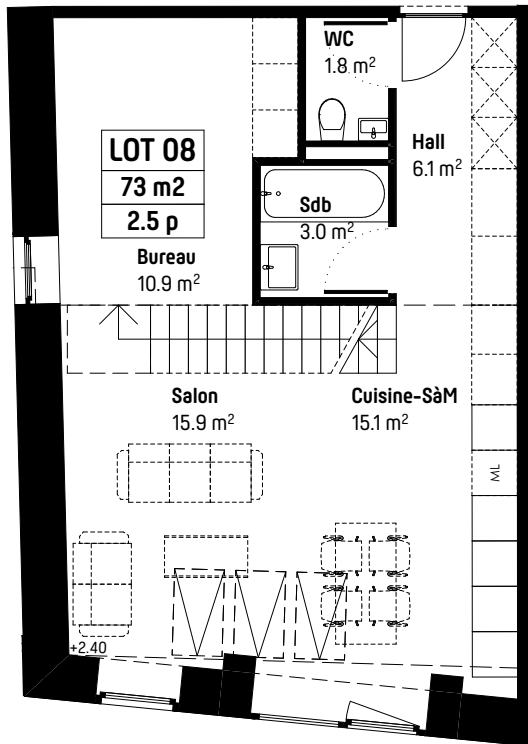 WC
1.8 m²
Hall
6.1 m²
LOT 08
73 m2
2.5 p
Sdb
3.0 m²
Bureau
10.9 m²
Salon
15.9 m²
Cuisine-SàM
15.1 m²
ML
+2.40